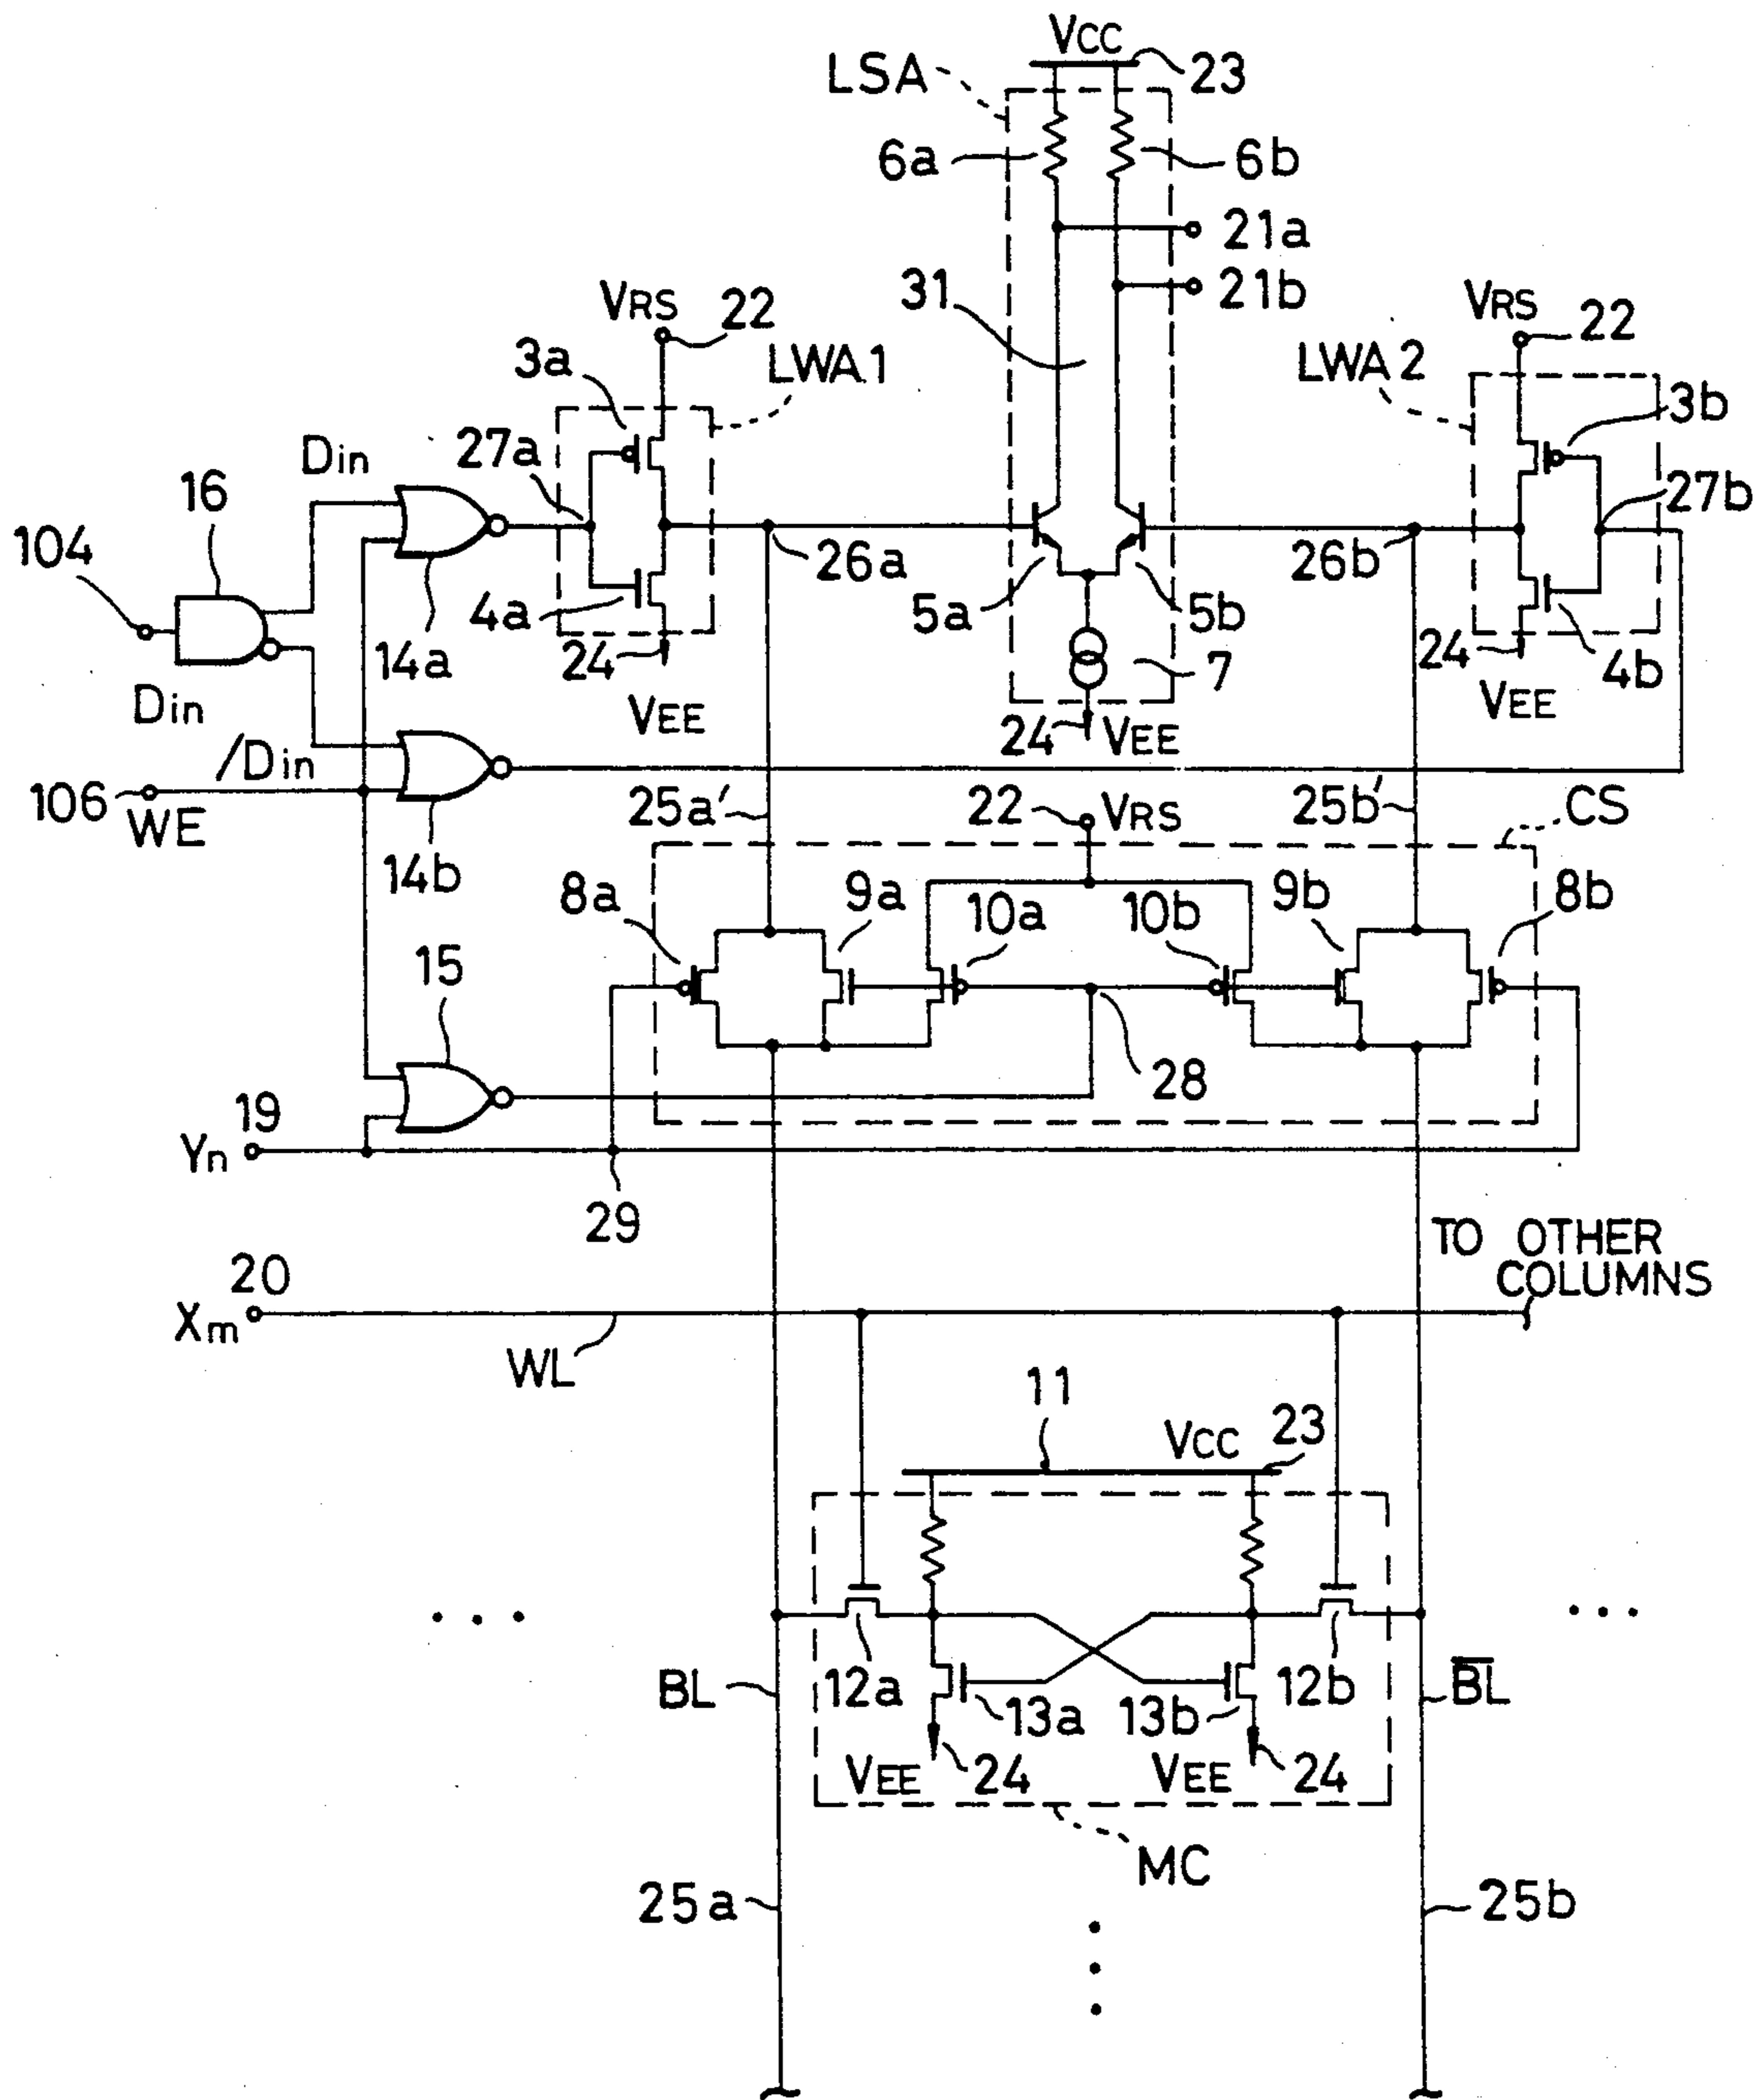 VCC
LSA
23
6a
6b
21a
31
21b
VRS
22
VRS
22
3a
LWA1
LWA2
3b
Din
27a
27b
16
104
26a
26b
4a
5a
5b
14a
24
7
24
4b
Din
VEE
24
VEE
VEE
/Din
106
WE
25a'
22
VRS
25b'
CS
14b
8a
9a
10a
10b
9b
8b
15
28
19
Yn
29
TO OTHER
COLUMNS
20
Xm
WL
11
VCC
23
BL
12a
13a
13b
12b
BL
VEE
24
VEE
24
MC
25a
25b